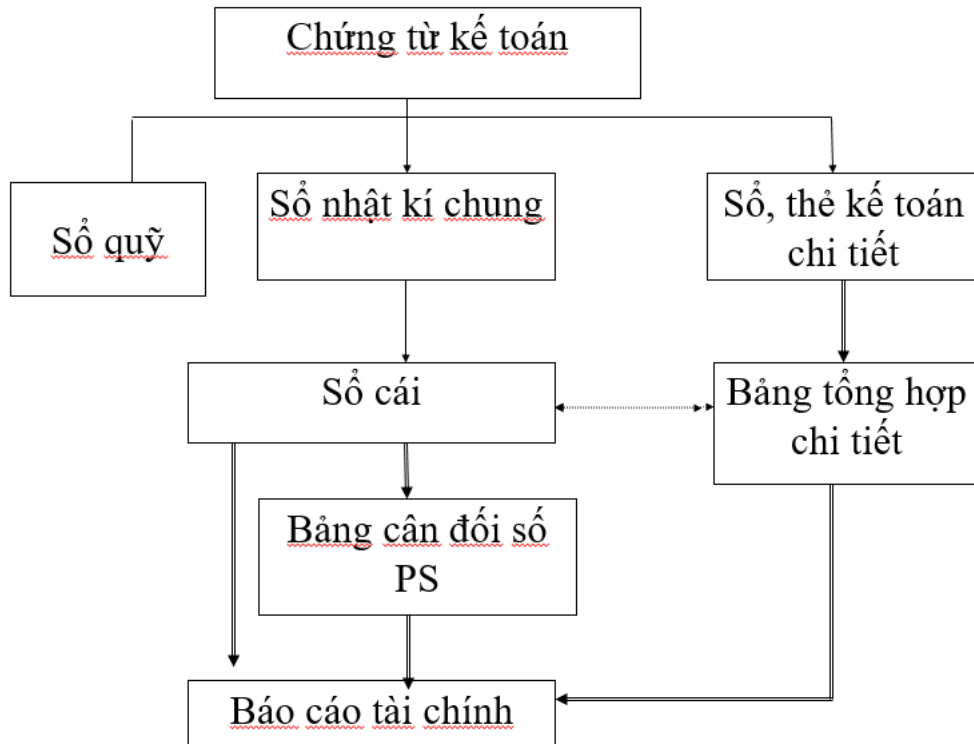 Chứng từ kế toán
Sổ quỹ
Sổ nhật kí chung
Sổ, thẻ kế toán
chi tiết
Sổ cái
Bảng tổng hợp
chi tiết
Bảng cân đối số
PS
Báo cáo tài chính